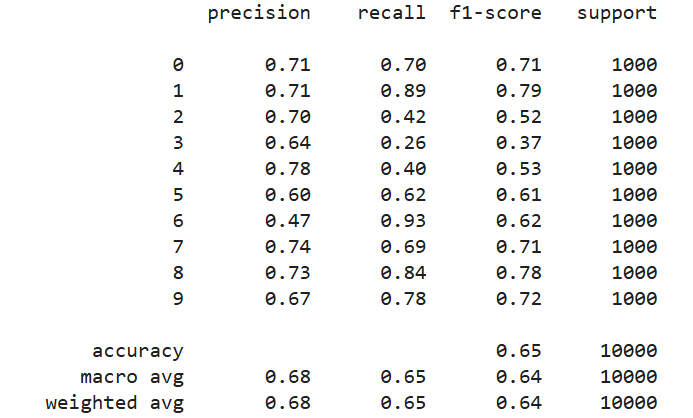 precision recall f1-score support
0 0.71 0.70 0.71 1000
1 0.71 0.89 0.79 1000
2 0.70 0.42 0.52 1000
3 0.64 0.26 0.37 1000
4 0.78 0.40 0.53 1000
5 0.60 0.62 0.61 1000
6 0.47 0.93 0.62 1000
7 0.74 0.69 0.71 1000
8 0.73 0.84 0.78 1000
9 0.67 0.78 0.72 1000
accuracy 0.65 10000
macro avg 0.68 0.65 0.64 10000
weighted avg 0.68 0.65 0.64 10000